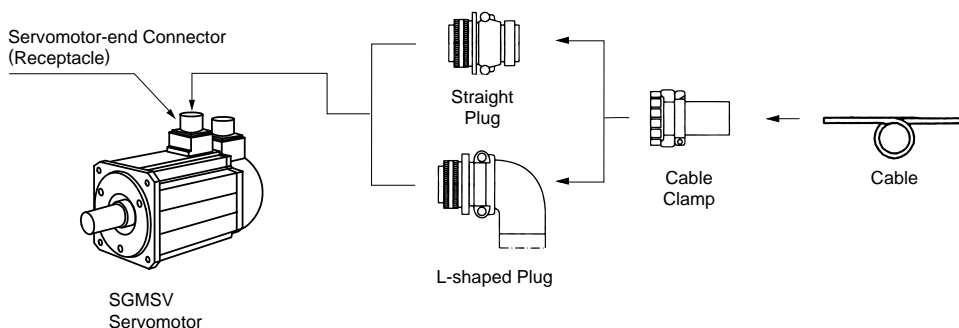 Servomotor-end Connector
(Receptacle)
Straight
Plug
Cable
Clamp
Cable
L-shaped Plug
SGMSV
Servomotor